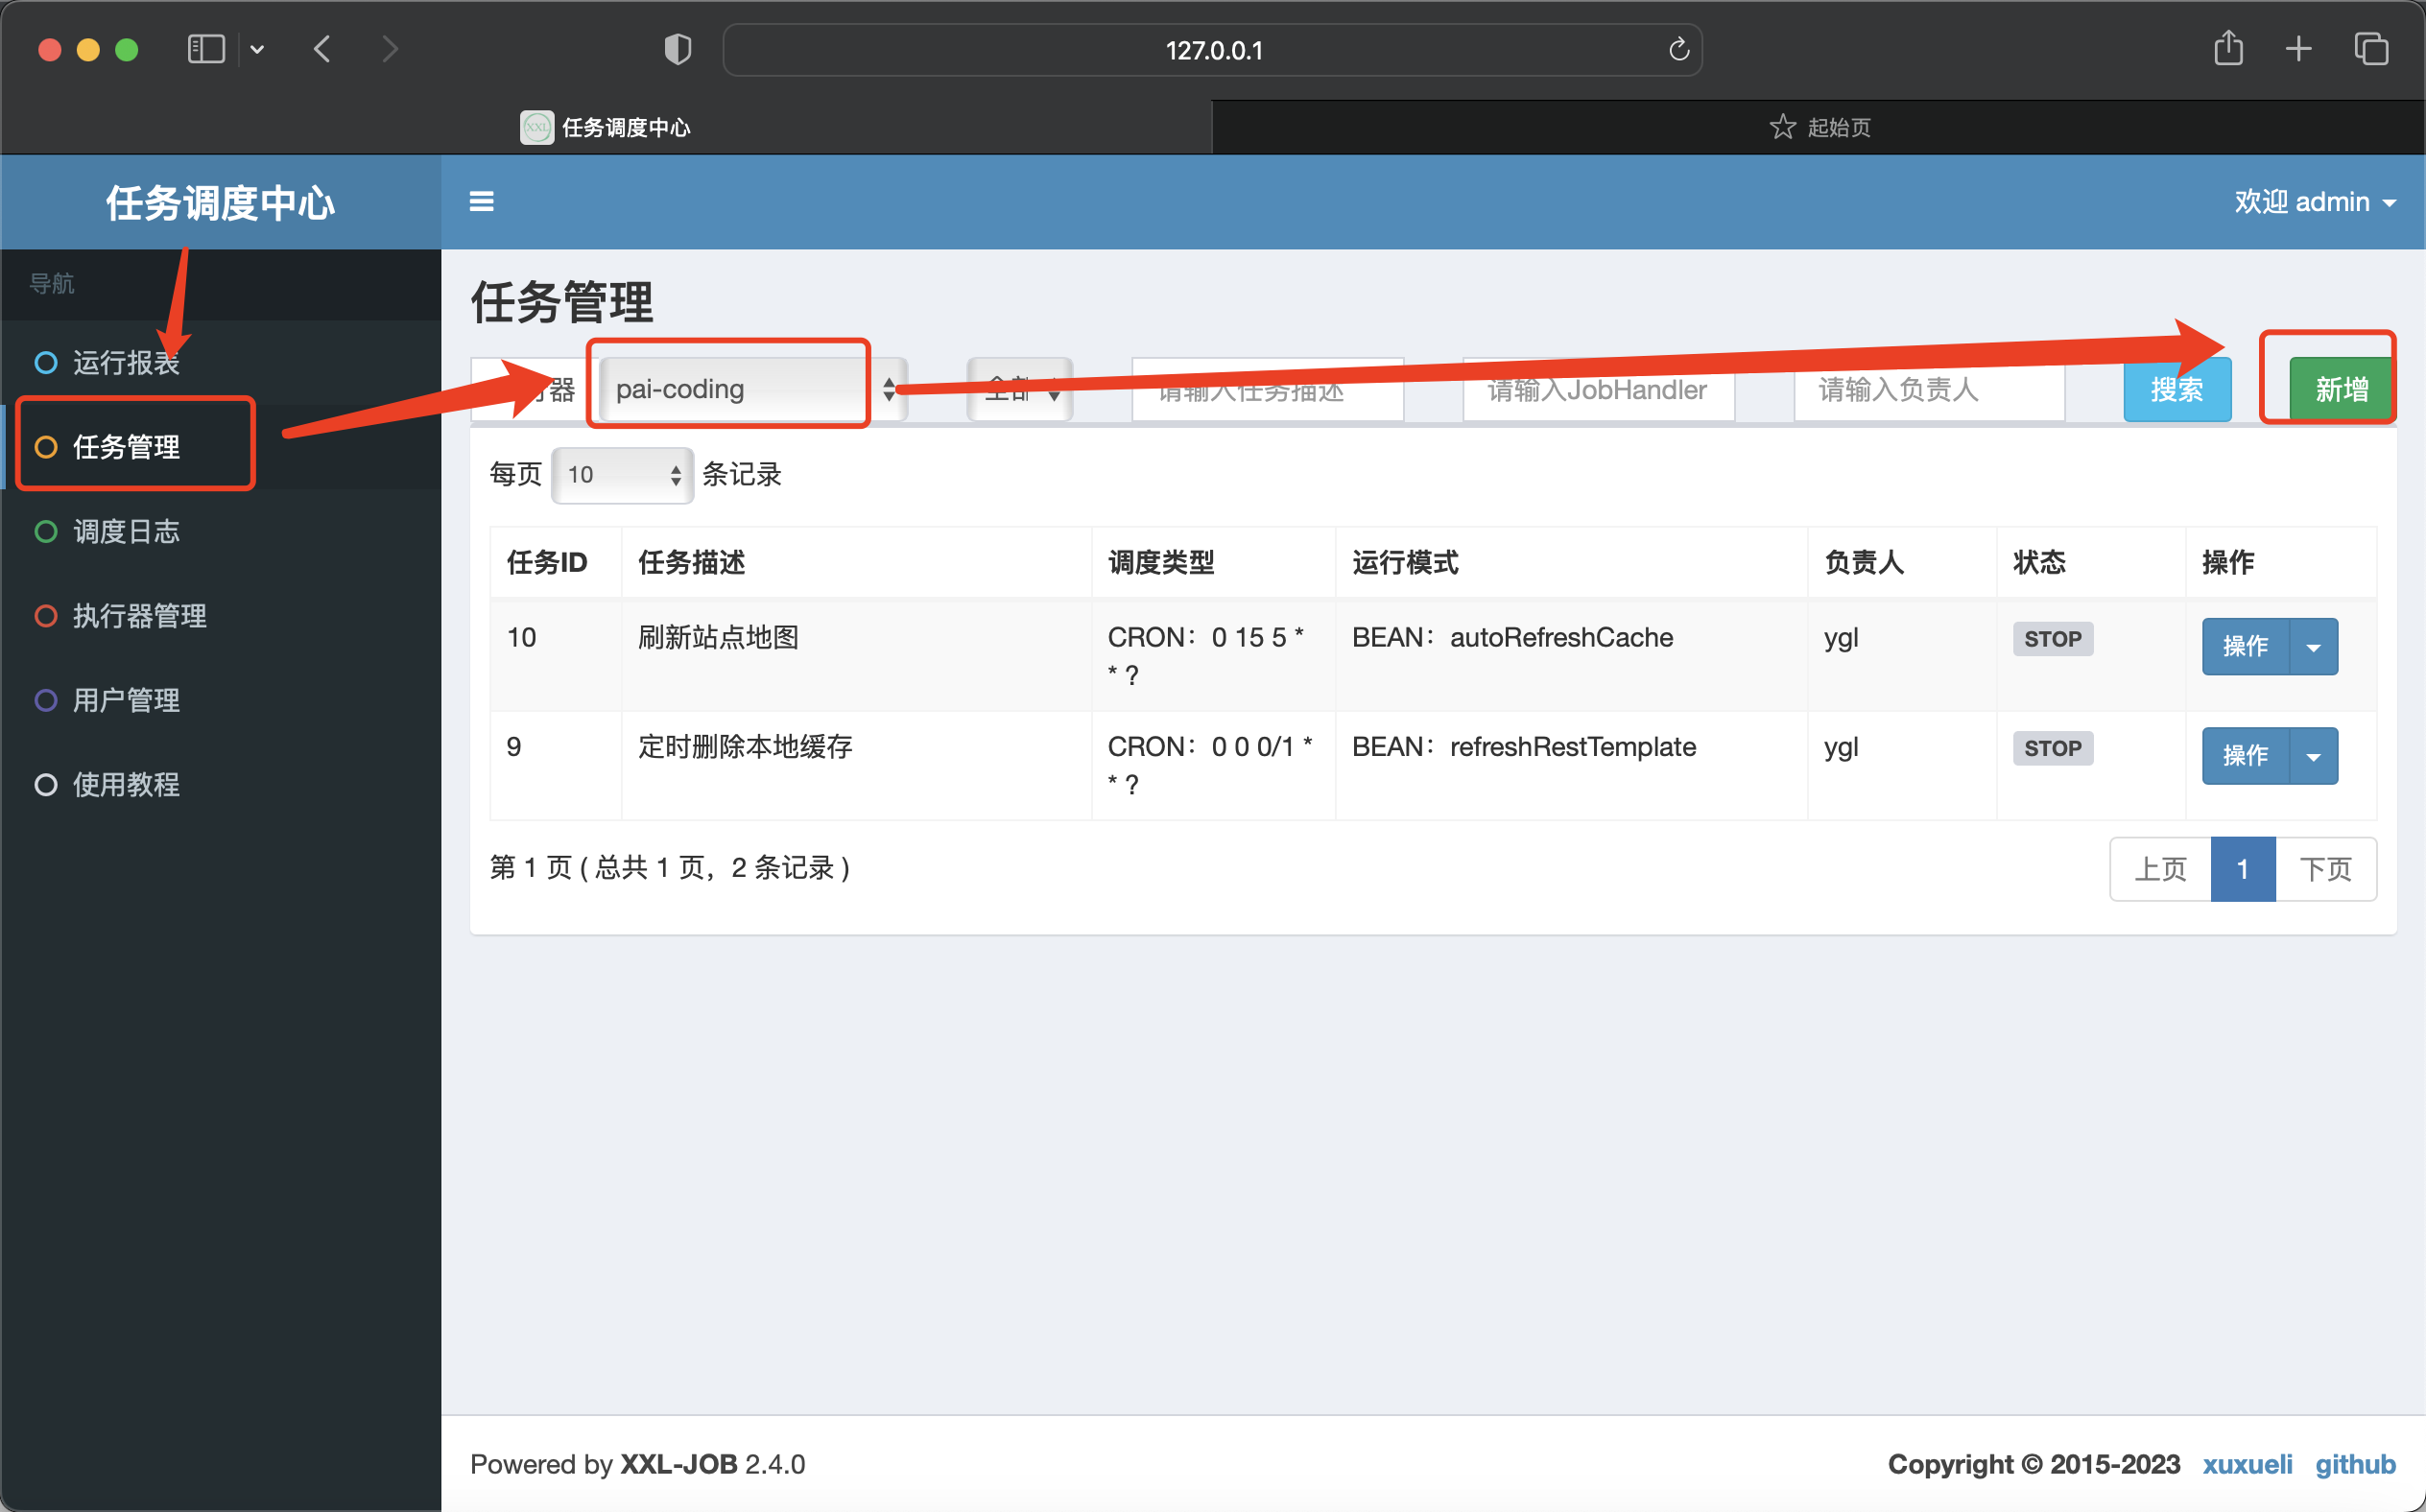 127.0.0.1
XXL 任务调度中心
起始页
任务调度中心
欢迎 admin
导航
运行报表
任务管理
调度日志
执行器管理
用户管理
使用教程
任务管理
器 pai-coding 全部 请输入任务描述 请输入JobHandler 请输入负责人 搜索 新增
每页 10 条记录
任务ID 任务描述 调度类型 运行模式 负责人 状态 操作
10 刷新站点地图 CRON：0 15 5 * BEAN：autoRefreshCache ygl STOP 操作
* ?
9 定时删除本地缓存 CRON：0 0 0/1 * BEAN：refreshRestTemplate ygl STOP 操作
* ?
第 1 页 ( 总共 1 页，2 条记录 )
上页 1 下页
Powered by XXL-JOB 2.4.0
Copyright © 2015-2023 xuxueli github